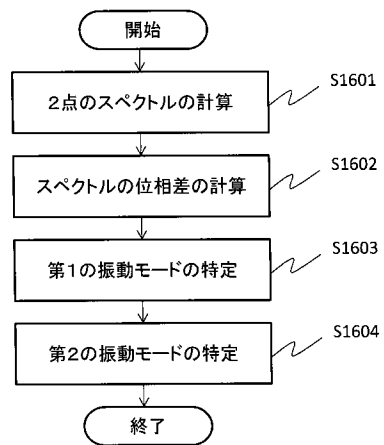 開始
2点のスペクトルの計算
S1601
スペクトルの位相差の計算
S1602
第1の振動モードの特定
S1603
第2の振動モードの特定
S1604
終了